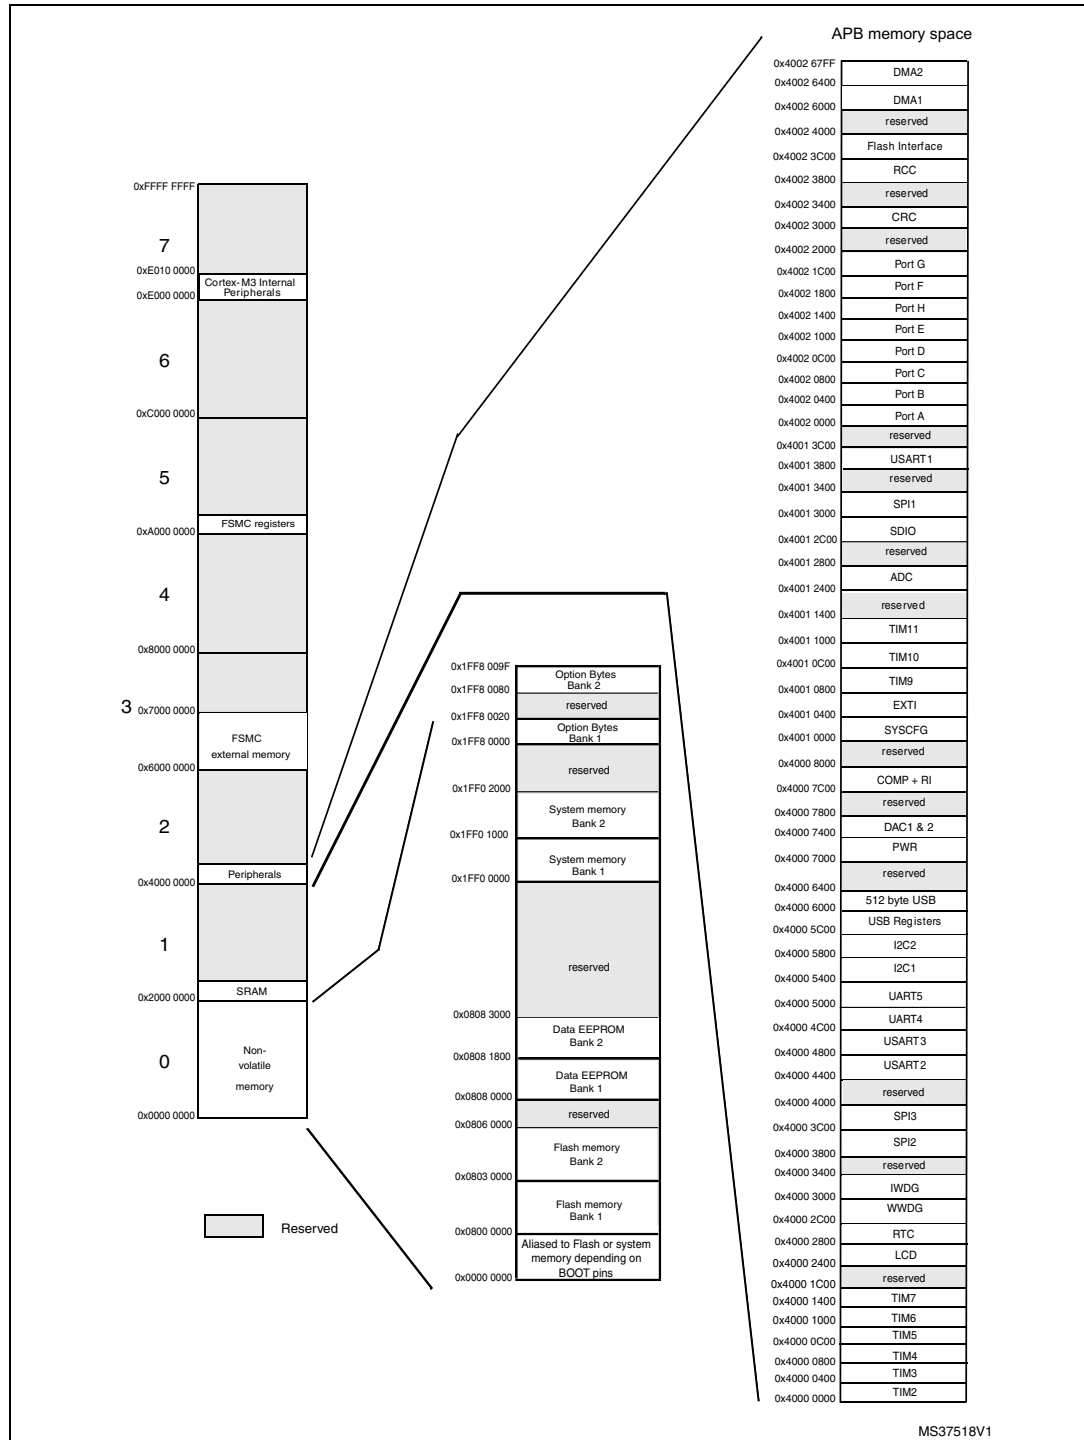 APB memory space
0xFFFF FFFF
7
0xE010 0000
Cortex-M3 Internal
Peripherals
0xE000 0000
6
0xC000 0000
5
FSMC registers
0xA000 0000
4
0x8000 0000
3
0x7000 0000
FSMC
external memory
0x6000 0000
2
Peripherals
0x4000 0000
1
SRAM
0x2000 0000
0
Non-
volatile
memory
0x0000 0000
Reserved
0x1FF8 009F
Option Bytes
Bank 2
0x1FF8 0080
reserved
0x1FF8 0020
Option Bytes
Bank 1
0x1FF8 0000
reserved
0x1FF0 2000
System memory
Bank 2
0x1FF0 1000
System memory
Bank 1
0x1FF0 0000
reserved
0x0808 3000
Data EEPROM
Bank 2
0x0808 1800
Data EEPROM
Bank 1
0x0808 0000
reserved
0x0806 0000
Flash memory
Bank 2
0x0803 0000
Flash memory
Bank 1
0x0800 0000
Aliased to Flash or system
memory depending on
BOOT pins
0x0000 0000
0x4002 67FF
DMA2
0x4002 6400
DMA1
0x4002 6000
reserved
0x4002 4000
Flash Interface
0x4002 3C00
RCC
0x4002 3800
reserved
0x4002 3400
CRC
0x4002 3000
reserved
0x4002 2000
Port G
0x4002 1C00
Port F
0x4002 1800
Port H
0x4002 1400
Port E
0x4002 1000
Port D
0x4002 0C00
Port C
0x4002 0800
Port B
0x4002 0400
Port A
0x4002 0000
reserved
0x4001 3C00
USART1
0x4001 3800
reserved
0x4001 3400
SPI1
0x4001 3000
SDIO
0x4001 2C00
reserved
0x4001 2800
ADC
0x4001 2400
reserved
0x4001 1400
TIM11
0x4001 1000
TIM10
0x4001 0C00
TIM9
0x4001 0800
EXTI
0x4001 0400
SYSCFG
0x4001 0000
reserved
0x4000 8000
COMP + RI
0x4000 7C00
reserved
0x4000 7800
DAC1 & 2
0x4000 7400
PWR
0x4000 7000
reserved
0x4000 6400
512 byte USB
0x4000 6000
USB Registers
0x4000 5C00
I2C2
0x4000 5800
I2C1
0x4000 5400
UART5
0x4000 5000
UART4
0x4000 4C00
USART3
0x4000 4800
USART2
0x4000 4400
reserved
0x4000 4000
SPI3
0x4000 3C00
SPI2
0x4000 3800
reserved
0x4000 3400
IWDG
0x4000 3000
WWDG
0x4000 2C00
RTC
0x4000 2800
LCD
0x4000 2400
reserved
0x4000 1C00
TIM7
0x4000 1400
TIM6
0x4000 1000
TIM5
0x4000 0C00
TIM4
0x4000 0800
TIM3
0x4000 0400
TIM2
0x4000 0000
MS37518V1